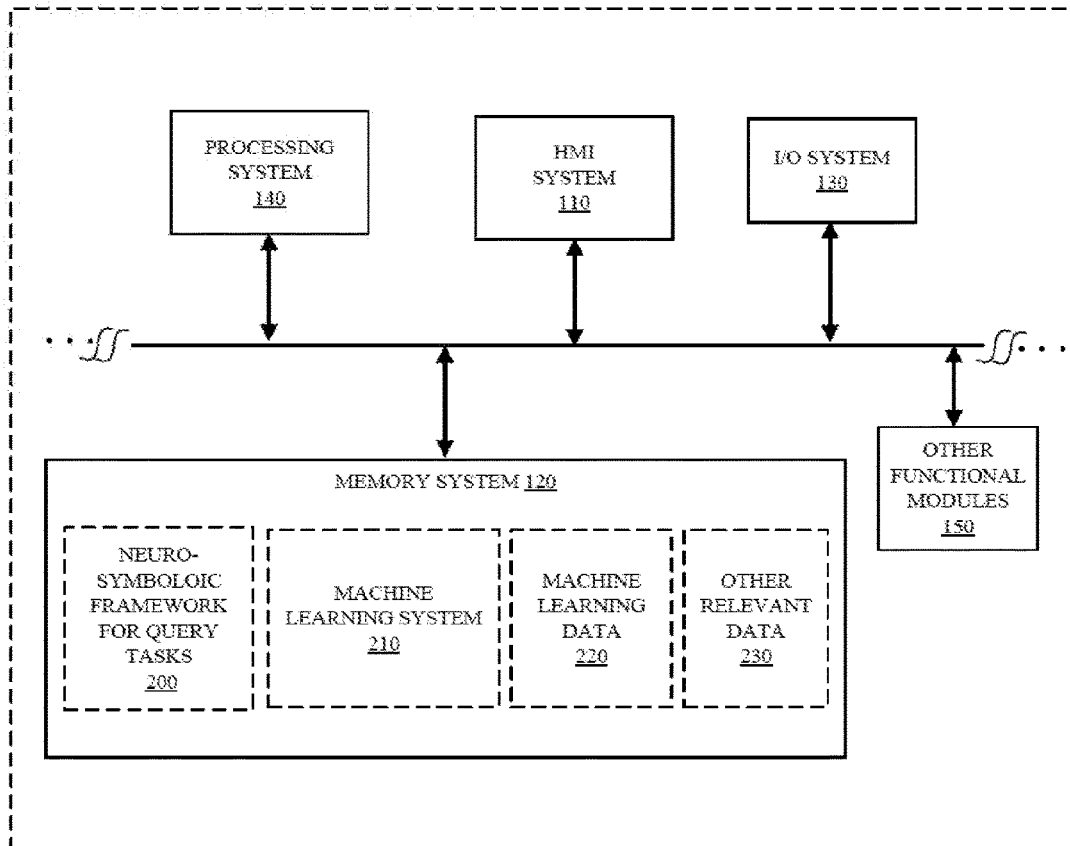 PROCESSING
SYSTEM
140
HMI
SYSTEM
110
I/O SYSTEM
130
OTHER
FUNCTIONAL
MODULES
150
MEMORY SYSTEM 120
NEURO-
SYMBOLOIC
FRAMEWORK
FOR QUERY
TASKS
200
MACHINE
LEARNING SYSTEM
210
MACHINE
LEARNING
DATA
220
OTHER
RELEVANT
DATA
230